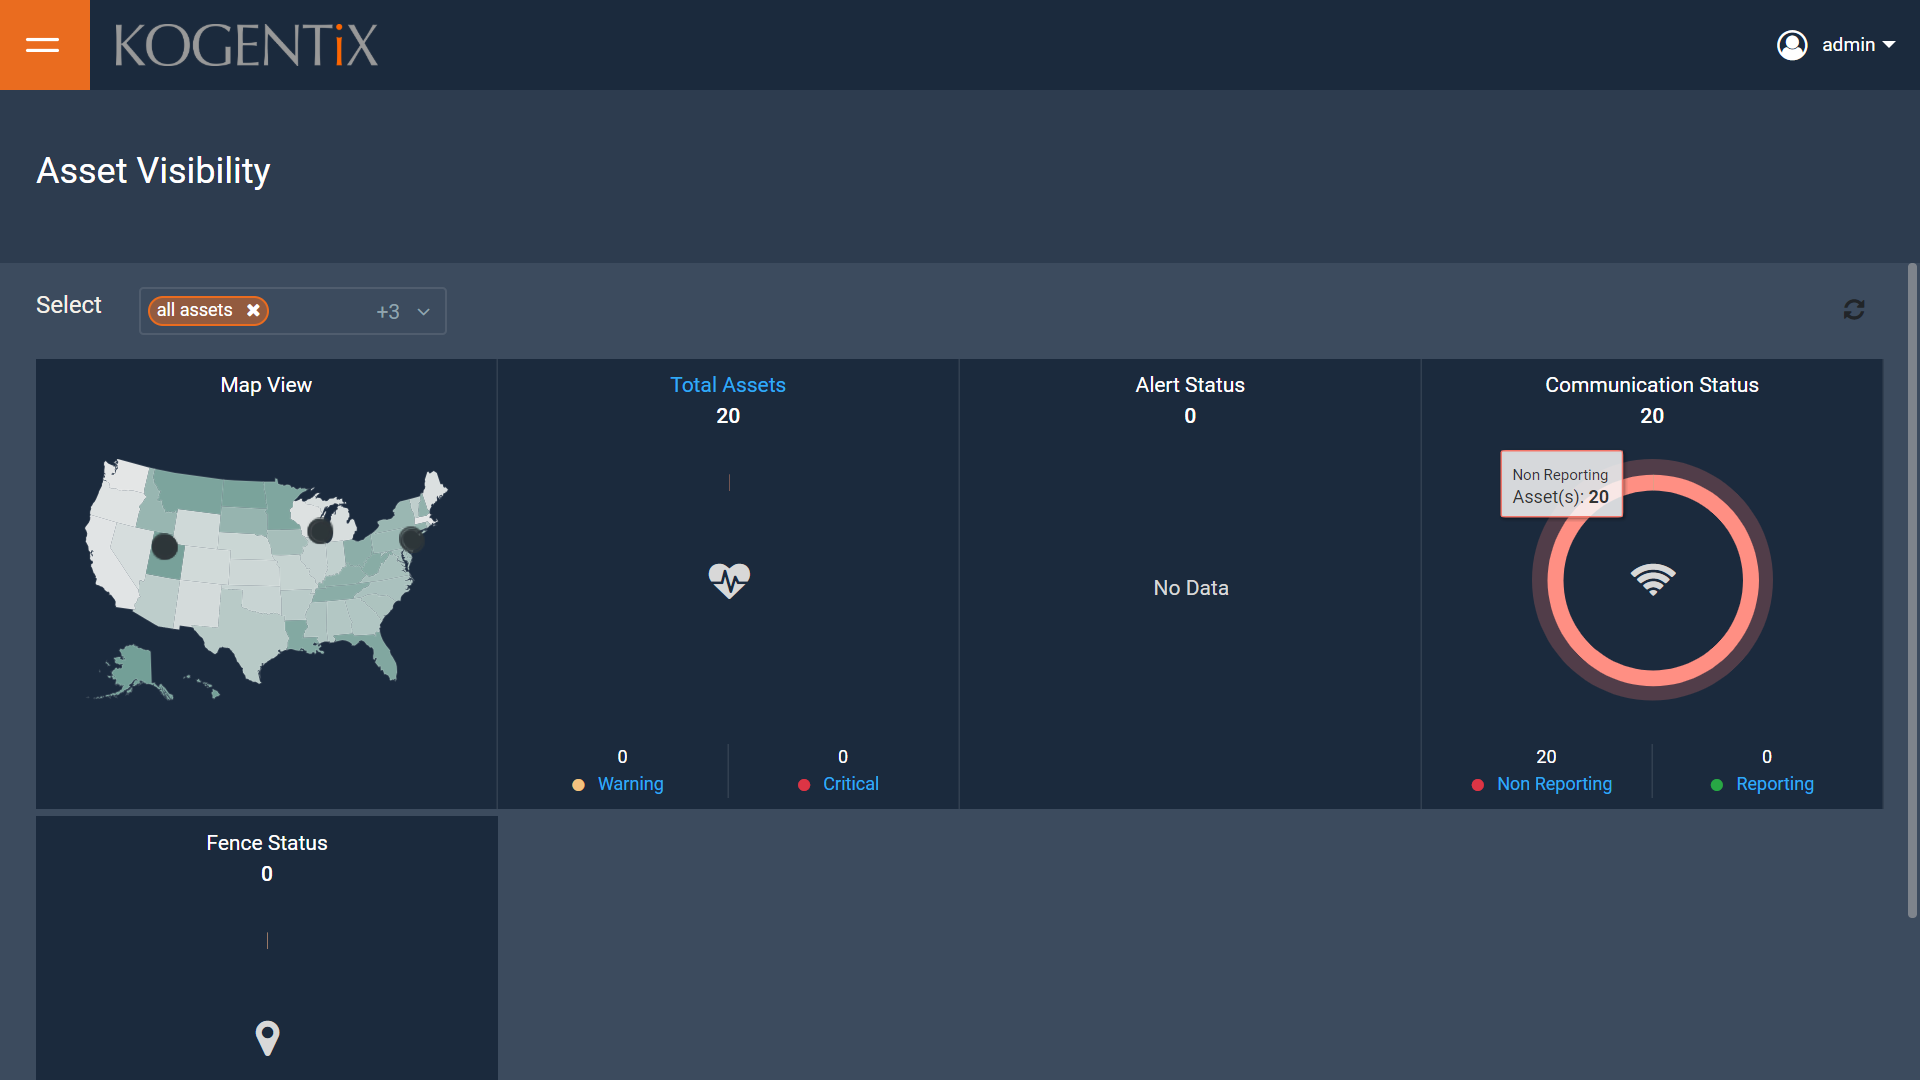 KOGENTiX
admin
Asset Visibility
Select
all assets
+3
Map View
Total Assets
20
0
Warning
0
Critical
Alert Status
0
No Data
Communication Status
20
Non Reporting
Asset(s): 20
20
Non Reporting
0
Reporting
Fence Status
0